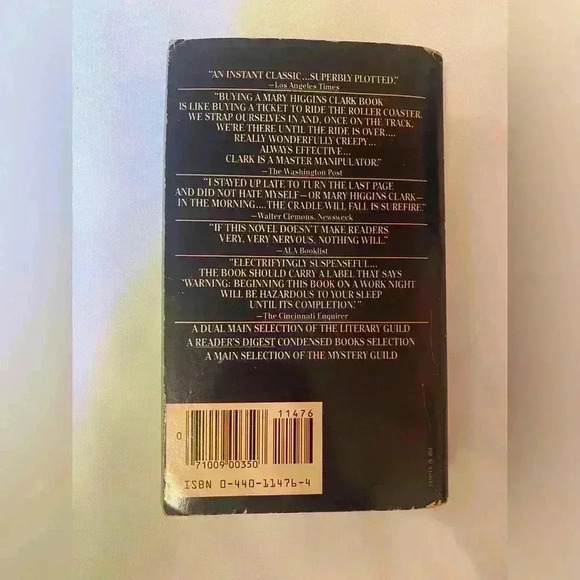 "AN INSTANT CLASSIC...SUPERBLY PLOTTED."
—Los Angeles Times
"BUYING A MARY HIGGINS CLARK BOOK
IS LIKE BUYING A TICKET TO RIDE THE ROLLER COASTER.
WE STRAP OURSELVES IN AND, ONCE ON THE TRACK,
WE'RE THERE UNTIL THE RIDE IS OVER....
REALLY WONDERFULLY CREEPY...
ALWAYS EFFECTIVE...
CLARK IS A MASTER MANIPULATOR."
—The Washington Post
"I STAYED UP LATE TO TURN THE LAST PAGE
AND DID NOT HATE MYSELF—OR MARY HIGGINS CLARK—
IN THE MORNING....THE CRADLE WILL FALL IS SUREFIRE."
—Walter Clemons, Newsweek
"IF THIS NOVEL DOESN'T MAKE READERS
VERY, VERY NERVOUS, NOTHING WILL."
—ALA Booklist
"ELECTRIFYINGLY SUSPENSEFUL...
THE BOOK SHOULD CARRY A LABEL THAT SAYS
'WARNING: BEGINNING THIS BOOK ON A WORK NIGHT
WILL BE HAZARDOUS TO YOUR SLEEP
UNTIL ITS COMPLETION.'"
—The Cincinnati Enquirer
A DUAL MAIN SELECTION OF THE LITERARY GUILD
A READER'S DIGEST CONDENSED BOOKS SELECTION
A MAIN SELECTION OF THE MYSTERY GUILD
11476
0
71009 00350
ISBN 0-440-11476-4